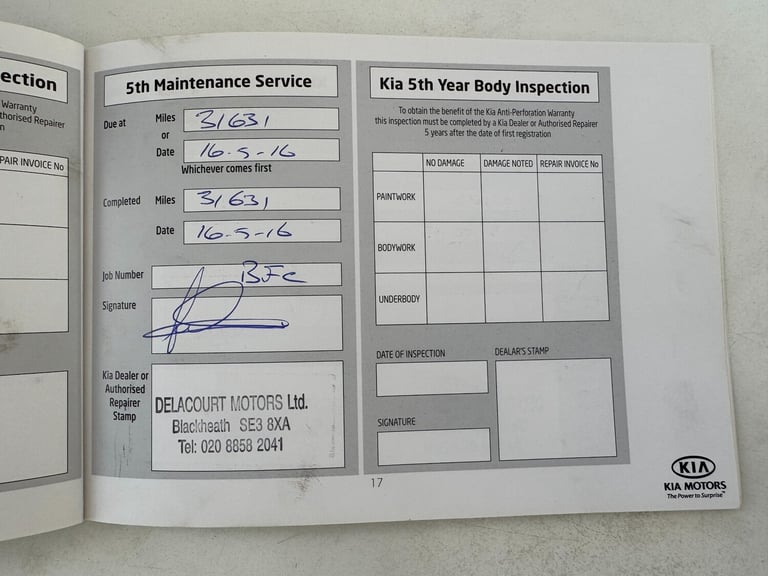 ection
Warranty
thorised Repairer
n
PAIR INVOICE No
5th Maintenance Service
Due at
Miles
31631
or
Date
16-5-16
Whichever comes first
Completed
Miles
31631
Date
16-5-16
Job Number
BFC
Signature
Kia Dealer or
Authorised
Repairer
Stamp
DELACOURT MOTORS Ltd.
Blackheath SE3 8XA
Tel: 020 8858 2041
Kia 5th Year Body Inspection
To obtain the benefit of the Kia Anti-Perforation Warranty
this inspection must be completed by a Kia Dealer or Authorised Repairer
5 years after the date of first registration
NO DAMAGE DAMAGE NOTED REPAIR INVOICE No
PAINTWORK
BODYWORK
UNDERBODY
DATE OF INSPECTION
DEALAR'S STAMP
SIGNATURE
17
KIA
KIA MOTORS
The Power to Surprise™